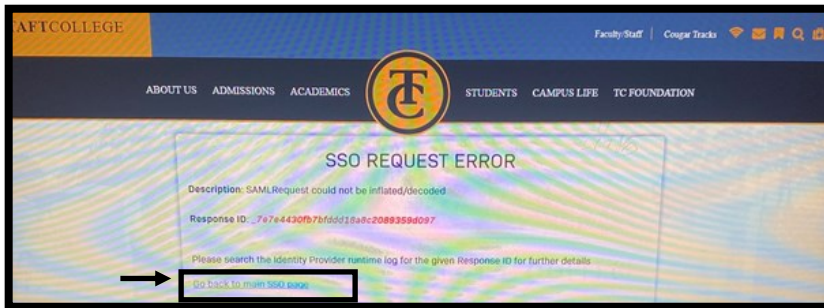 TAFTCOLLEGE
Faculty/Staff | Cougar Tracks
ABOUT US ADMISSIONS ACADEMICS TC STUDENTS CAMPUS LIFE TC FOUNDATION
SSO REQUEST ERROR
Description: SAMLRequest could not be inflated/decoded
Response ID: _7e7e4430fb7bfddd18a8c2089359d097
Please search the Identity Provider runtime log for the given Response ID for further details
Go back to main SSO page